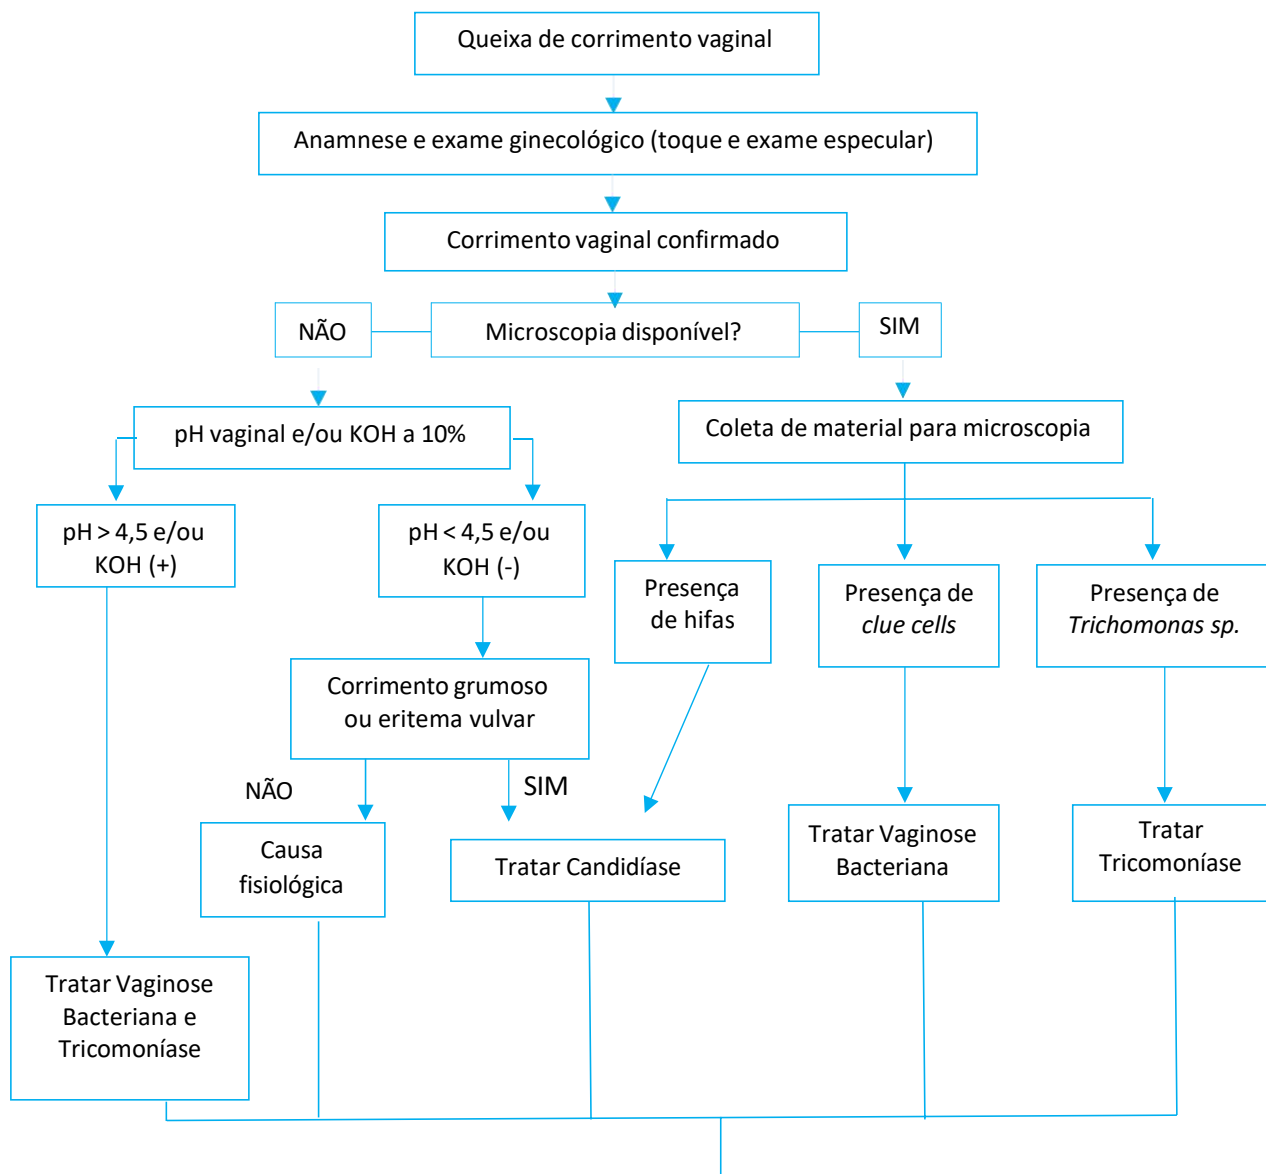 Queixa de corrimento vaginal
Anamnese e exame ginecológico (toque e exame especular)
Corrimento vaginal confirmado
NÃO
Microscopia disponível?
SIM
pH vaginal e/ou KOH a 10%
Coleta de material para microscopia
pH > 4,5 e/ou
KOH (+)
pH < 4,5 e/ou
KOH (-)
Presença
de hifas
Presença de
clue cells
Presença de
Trichomonas sp.
Corrimento grumoso
ou eritema vulvar
NÃO
SIM
Causa
fisiológica
Tratar Candidíase
Tratar Vaginose
Bacteriana
Tratar
Tricomoníase
Tratar Vaginose
Bacteriana e
Tricomoníase